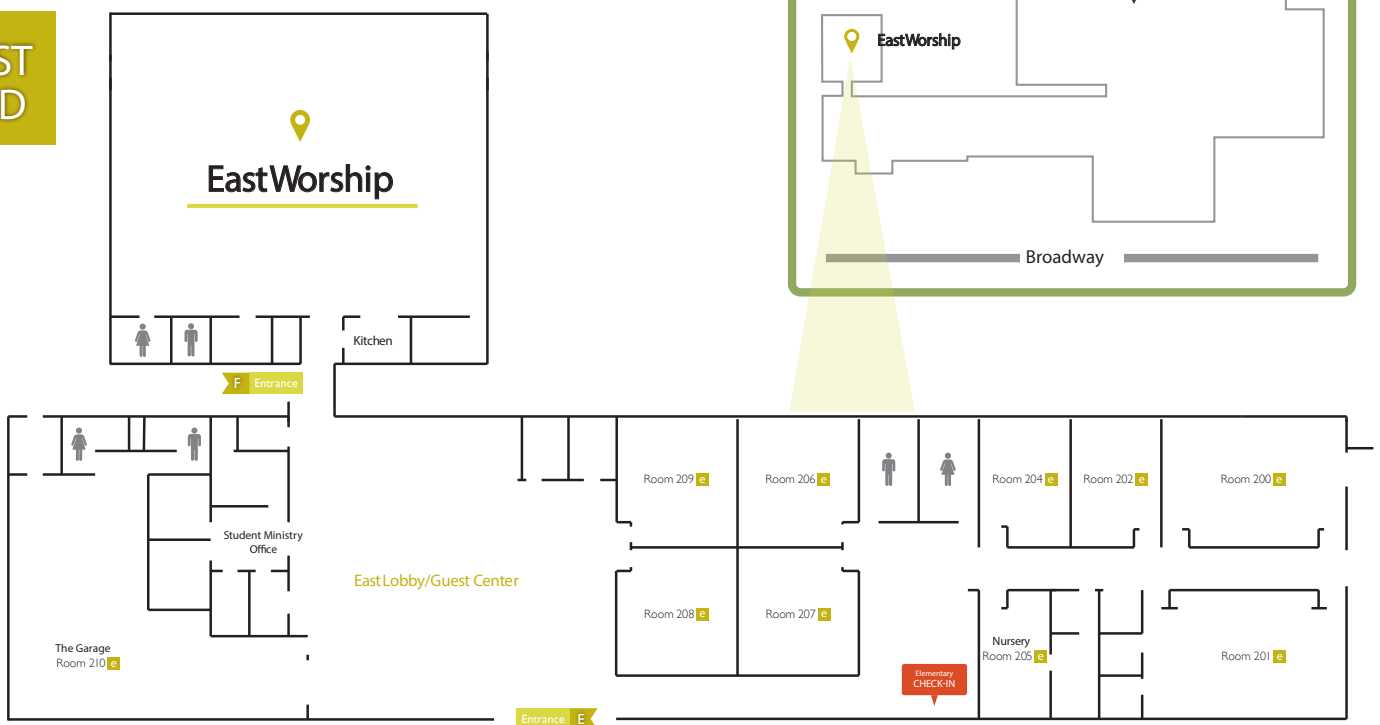 ST
D
EastWorship
EastWorship
Broadway
Kitchen
F Entrance
Room 209 e
Room 206 e
Room 204 e
Room 202 e
Room 200 e
Student Ministry
Office
East Lobby/Guest Center
Room 208 e
Room 207 e
Nursery
Room 205 e
The Garage
Room 210 e
Room 201 e
Elementary
CHECK-IN
Entrance E